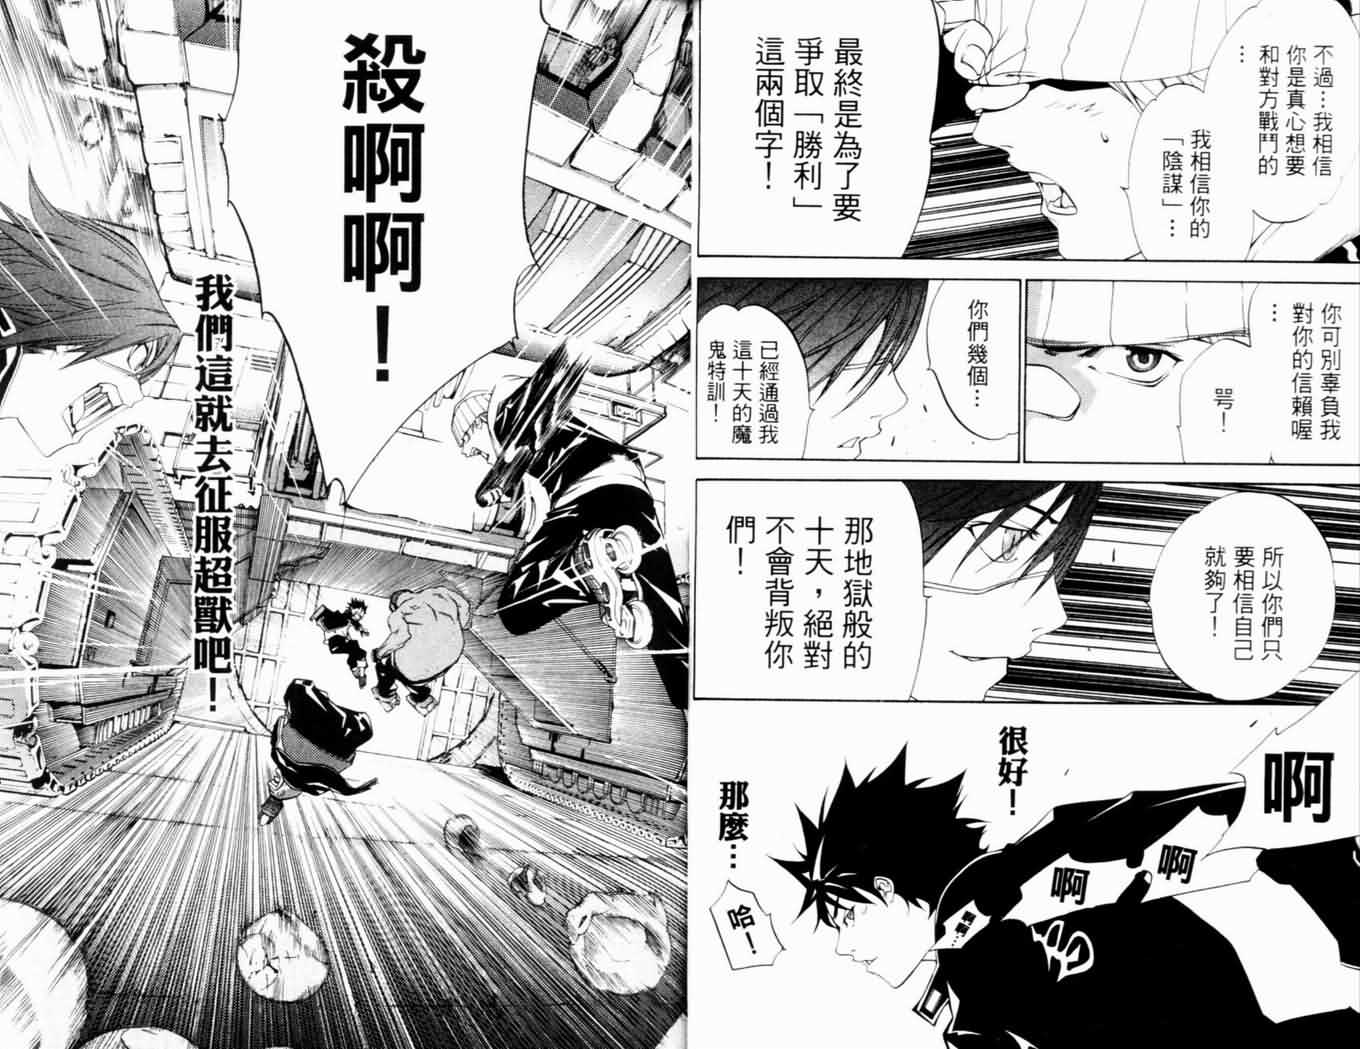 不過…我相信
你是真心想要
和對方戰鬥的
…
我相信你的
「陰謀」…
最終是為了要
爭取「勝利」
這兩個字！
你可別辜負我
對你的信賴喔
…
咢！
你們幾個…
已經通過我
這十天的魔
鬼特訓！
所以你們只
要相信自己
就夠了！
那地獄般的
十天，絕對
不會背叛你
們！
啊
啊
啊
很好！
那麼…
哈！
殺啊啊！
我們這就去征服超獸吧！